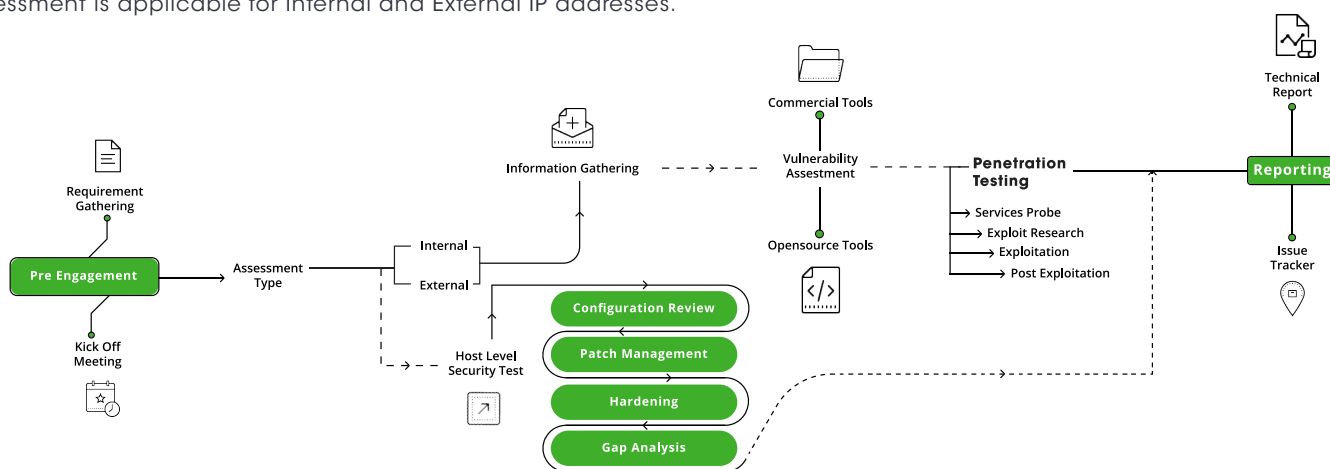 essment is applicable for Internal and External IP addresses.
Technical
Report
Commercial Tools
Information Gathering
Vulnerability
Assestment
Penetration
Testing
Reporting
Requirement
Gathering
Services Probe
Exploit Research
Exploitation
Post Exploitation
Opensource Tools
Issue
Tracker
Pre Engagement
Assessment
Type
Internal
External
Kick Off
Meeting
Host Level
Security Test
Configuration Review
Patch Management
Hardening
Gap Analysis